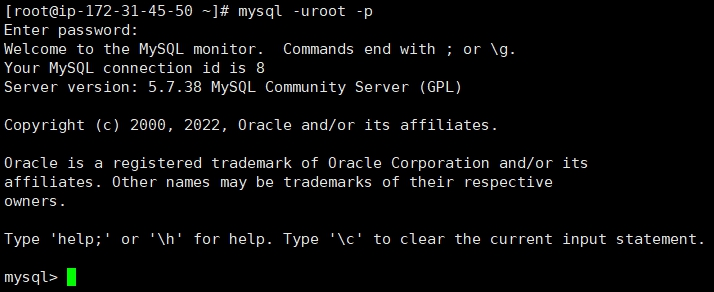 [root@ip-172-31-45-50 ~]# mysql -uroot -p
Enter password:
Welcome to the MySQL monitor.  Commands end with ; or \g.
Your MySQL connection id is 8
Server version: 5.7.38 MySQL Community Server (GPL)
Copyright (c) 2000, 2022, Oracle and/or its affiliates.
Oracle is a registered trademark of Oracle Corporation and/or its
affiliates. Other names may be trademarks of their respective
owners.
Type 'help;' or '\h' for help. Type '\c' to clear the current input statement.
mysql>